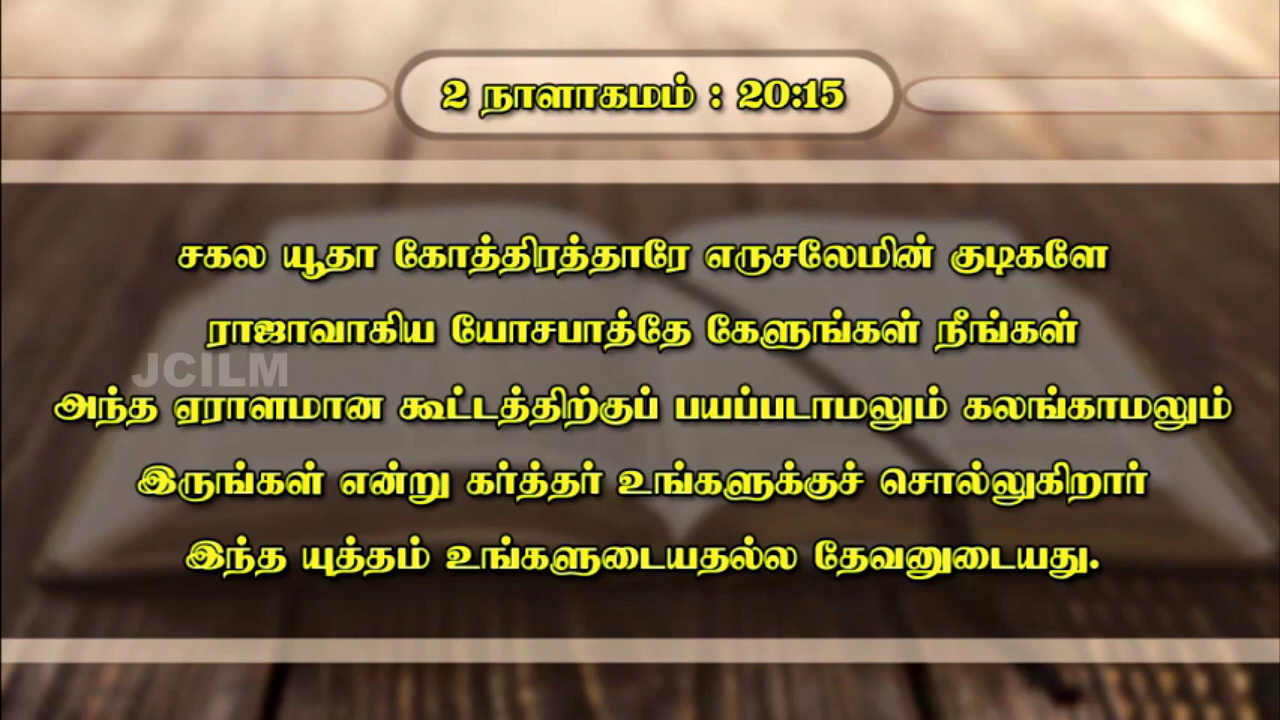 2 நாளாகமம் : 20:15
சகல யூதா கோத்திரத்தாரே எருசலேமின் குடிகளே
ராஜாவாகிய யோசபாத்தே கேளுங்கள் நீங்கள்
JCILM
அந்த ஏராளமான கூட்டத்திற்குப் பயப்படாமலும் கலங்காமலும்
இருங்கள் என்று கர்த்தர் உங்களுக்குச் சொல்லுகிறார்
இந்த யுத்தம் உங்களுடையதல்ல தேவனுடையது.